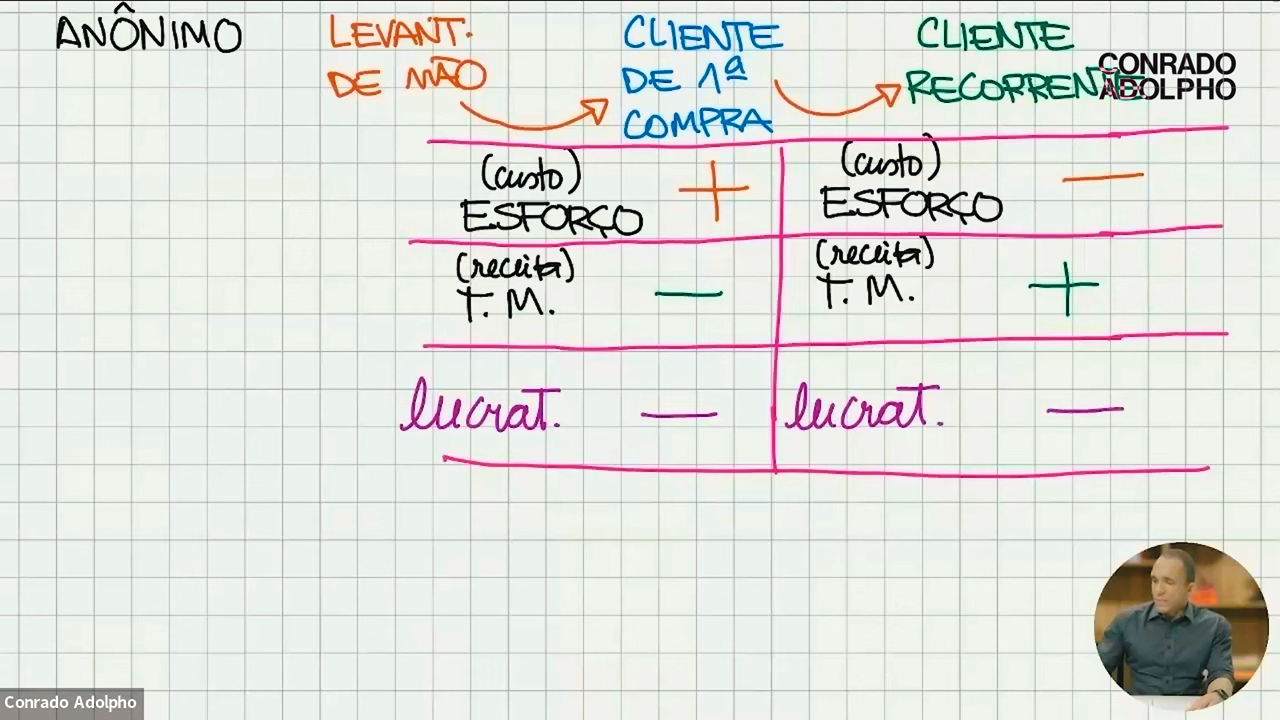 ANÔNIMO
LEVANT.
DE MÃO
CLIENTE
DE 1ª
COMPRA
CLIENTE
RECORRENTE
CONRADO
ADOLPHO
(custo)
ESFORÇO +
(custo)
ESFORÇO —
(receita)
T. M. —
(receita)
T. M. +
lucrat. —
lucrat. —
Conrado Adolpho